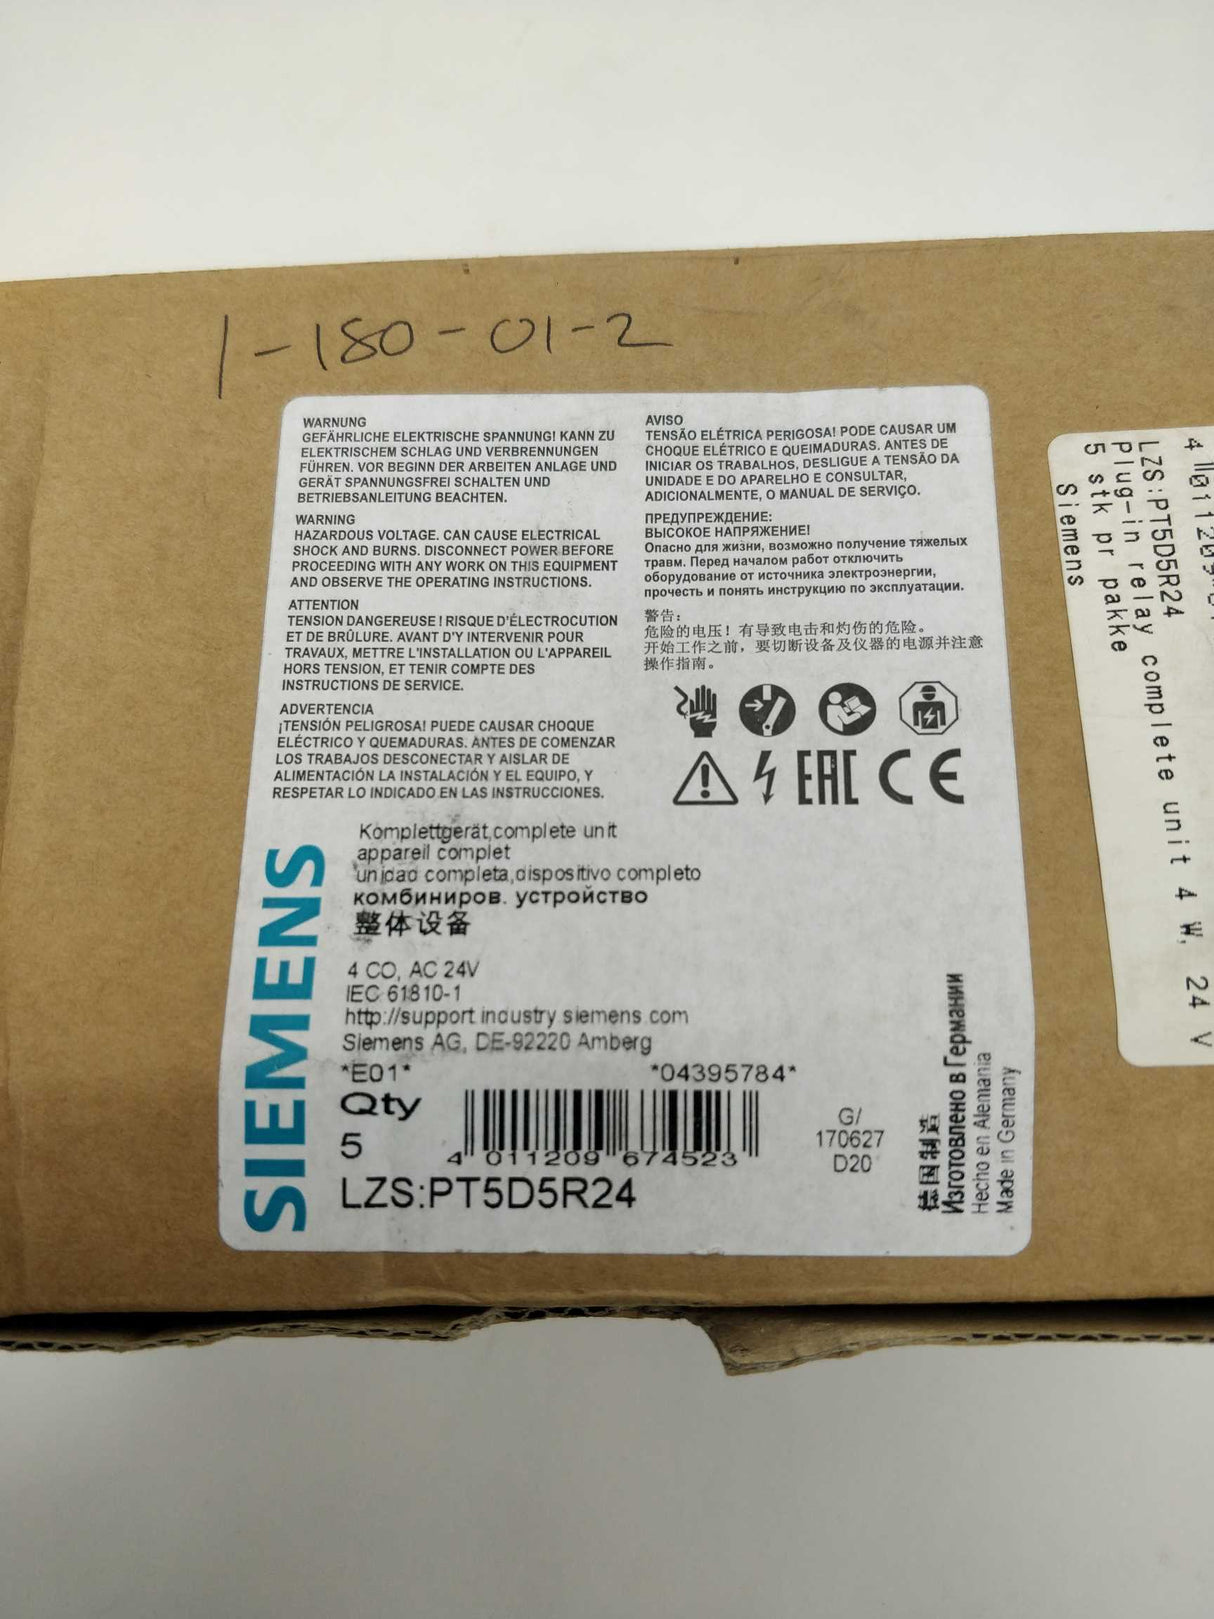 1-180-01-2
WARNUNG
GEFÄHRLICHE ELEKTRISCHE SPANNUNG! KANN ZU
ELEKTRISCHEM SCHLAG UND VERBRENNUNGEN
FÜHREN. VOR BEGINN DER ARBEITEN ANLAGE UND
GERÄT SPANNUNGSFREI SCHALTEN UND
BETRIEBSANLEITUNG BEACHTEN.
WARNING
HAZARDOUS VOLTAGE. CAN CAUSE ELECTRICAL
SHOCK AND BURNS. DISCONNECT POWER BEFORE
PROCEEDING WITH ANY WORK ON THIS EQUIPMENT
AND OBSERVE THE OPERATING INSTRUCTIONS.
ATTENTION
TENSION DANGEREUSE ! RISQUE D'ÉLECTROCUTION
ET DE BRÛLURE. AVANT D'Y INTERVENIR POUR
TRAVAUX, METTRE L'INSTALLATION OU L'APPAREIL
HORS TENSION, ET TENIR COMPTE DES
INSTRUCTIONS DE SERVICE.
ADVERTENCIA
¡TENSIÓN PELIGROSA! PUEDE CAUSAR CHOQUE
ELÉCTRICO Y QUEMADURAS. ANTES DE COMENZAR
LOS TRABAJOS DESCONECTAR Y AISLAR DE
ALIMENTACIÓN LA INSTALACIÓN Y EL EQUIPO, Y
RESPETAR LO INDICADO EN LAS INSTRUCCIONES.
AVISO
TENSÃO ELÉTRICA PERIGOSA! PODE CAUSAR UM
CHOQUE ELÉTRICO E QUEIMADURAS. ANTES DE
INICIAR OS TRABALHOS, DESLIGUE A TENSÃO DA
UNIDADE E DO APARELHO E CONSULTAR,
ADICIONALMENTE, O MANUAL DE SERVIÇO.
ПРЕДУПРЕЖДЕНИЕ:
ВЫСОКОЕ НАПРЯЖЕНИЕ!
Опасно для жизни, возможно получение тяжелых
травм. Перед началом работ отключить
оборудование от источника электроэнергии,
прочесть и понять инструкцию по эксплуатации.
警告:
危险的电压! 有导致电击和灼伤的危险。
开始工作之前, 要切断设备及仪器的电源并注意
操作指南。
EAC CE
SIEMENS
Komplettgerät,complete unit
appareil complet
unidad completa,dispositivo completo
комбиниров. устройство
整体设备
4 CO, AC 24V
IEC 61810-1
http://support.industry.siemens.com
Siemens AG, DE-92220 Amberg
*E01* *04395784*
Qty
5
4 011209 674523
LZS:PT5D5R24
G/
170627
D20
德国制造
Изготовлено в Германии
Hecho en Alemania
Made in Germany
LZS:PT5D5R24
Plug-in relay complete unit 4 W, 24 V
5 stk pr pakke
Siemens